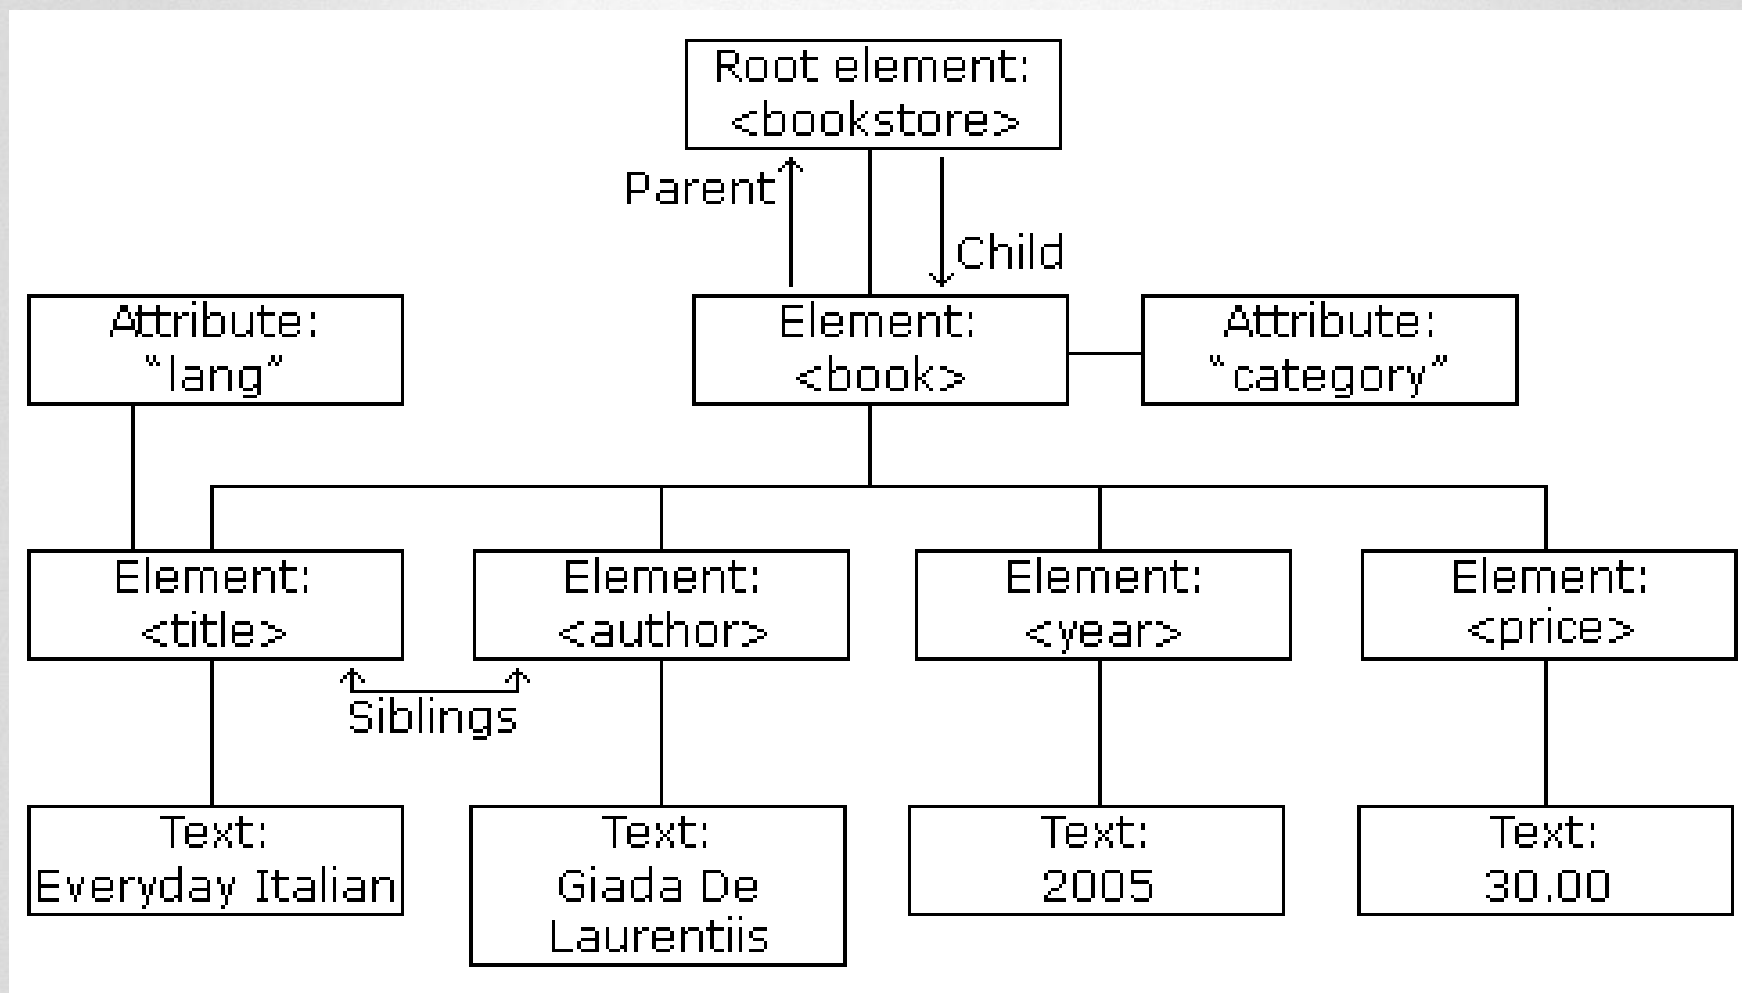 Root element:
<bookstore>
Parent
Child
Attribute:
“lang”
Element:
<book>
Attribute:
“category”
Element:
<title>
Element:
<author>
Element:
<year>
Element:
<price>
Siblings
Text:
Everyday Italian
Text:
Giada De
Laurentiis
Text:
2005
Text:
30.00